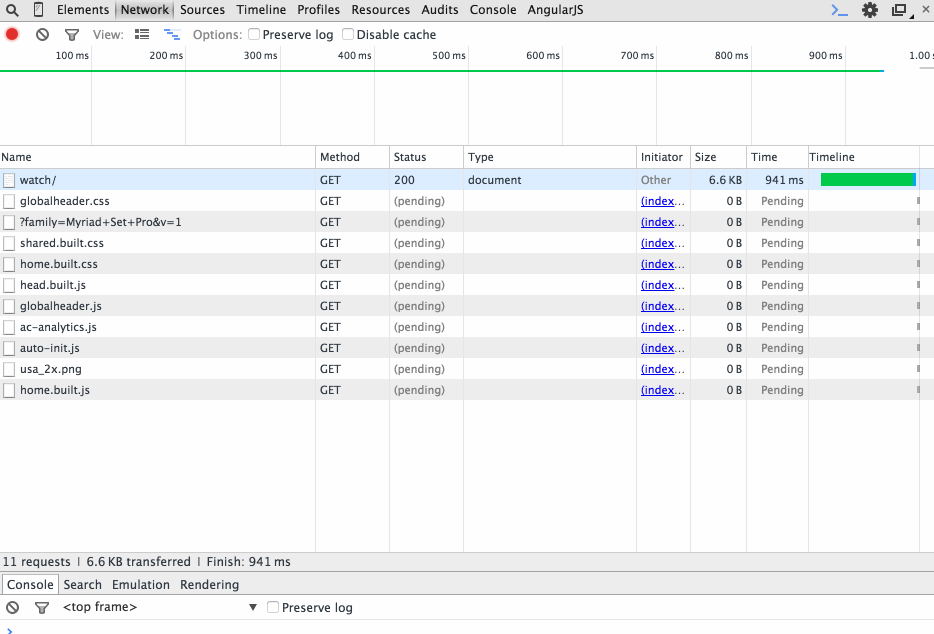 Elements Network Sources Timeline Profiles Resources Audits Console AngularJS
View: Options: Preserve log Disable cache
100 ms 200 ms 300 ms 400 ms 500 ms 600 ms 700 ms 800 ms 900 ms 1.00 s
Name Method Status Type Initiator Size Time Timeline
watch/ GET 200 document Other 6.6 KB 941 ms
globalheader.css GET (pending) (index... 0 B Pending
?family=Myriad+Set+Pro&v=1 GET (pending) (index... 0 B Pending
shared.built.css GET (pending) (index... 0 B Pending
home.built.css GET (pending) (index... 0 B Pending
head.built.js GET (pending) (index... 0 B Pending
globalheader.js GET (pending) (index... 0 B Pending
ac-analytics.js GET (pending) (index... 0 B Pending
auto-init.js GET (pending) (index... 0 B Pending
usa_2x.png GET (pending) (index... 0 B Pending
home.built.js GET (pending) (index... 0 B Pending
11 requests | 6.6 KB transferred | Finish: 941 ms
Console Search Emulation Rendering
<top frame> ▼ Preserve log
>